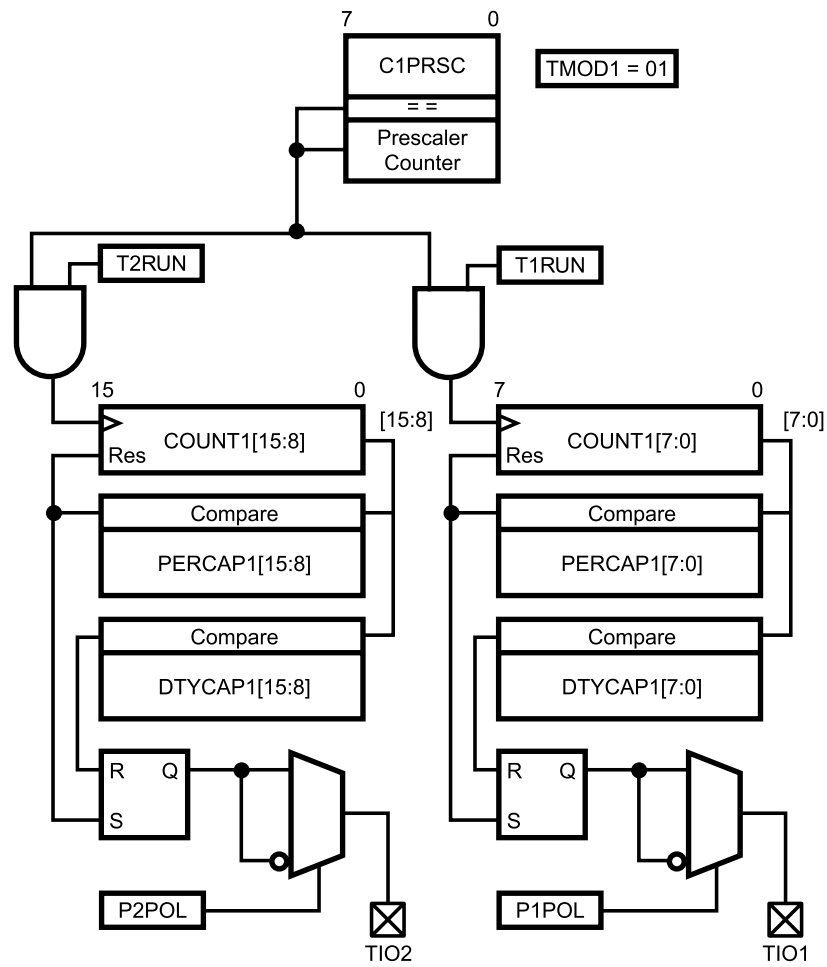 7 0
C1PRSC
TMOD1 = 01
= =
Prescaler
Counter
T2RUN
T1RUN
15 0
[15:8]
7 0
[7:0]
COUNT1[15:8]
COUNT1[7:0]
Res
Res
Compare
Compare
PERCAP1[15:8]
PERCAP1[7:0]
Compare
Compare
DTYCAP1[15:8]
DTYCAP1[7:0]
R Q
R Q
S
S
P2POL
P1POL
TIO2
TIO1